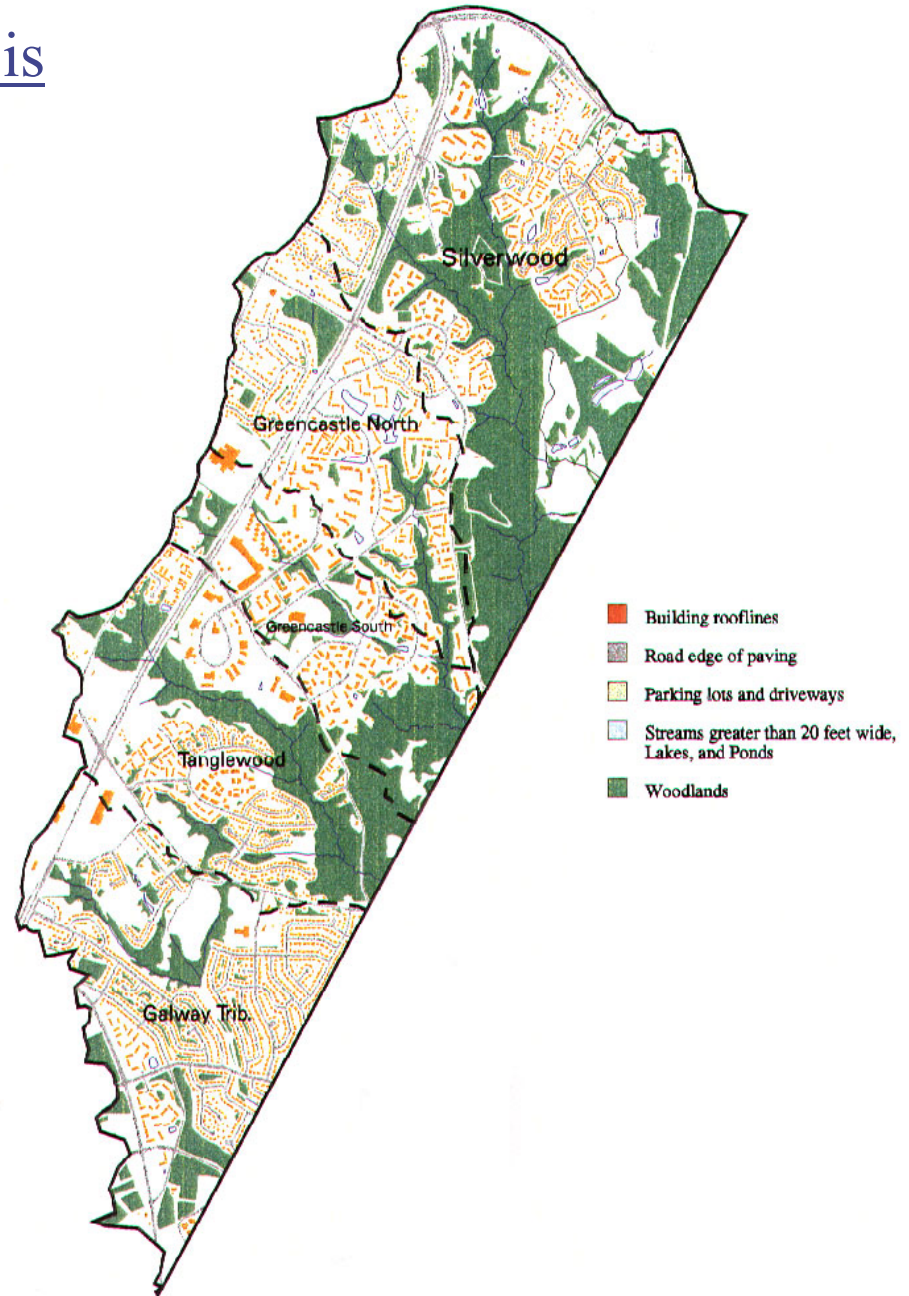 is
Silverwood
Greencastle North
Greencastle South
Tanglewood
Galway Trib.
Building rooflines
Road edge of paving
Parking lots and driveways
Streams greater than 20 feet wide,
Lakes, and Ponds
Woodlands